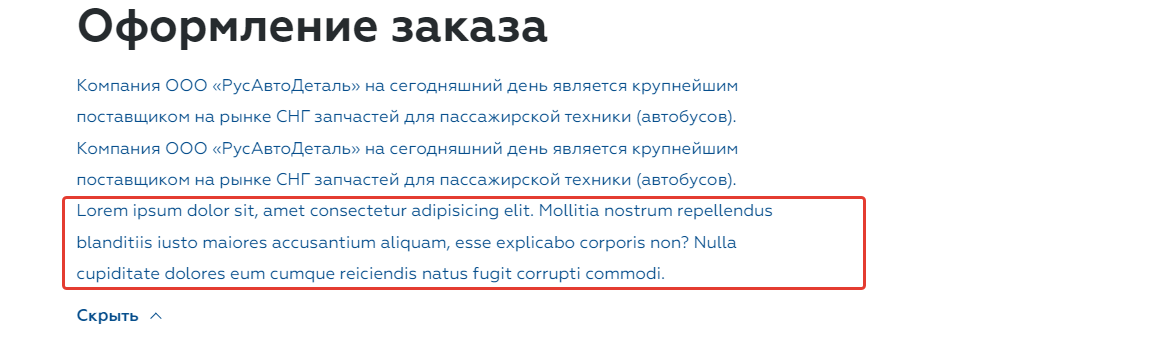 Оформление заказа
Компания ООО «РусАвтоДеталь» на сегодняшний день является крупнейшим
поставщиком на рынке СНГ запчастей для пассажирской техники (автобусов).
Компания ООО «РусАвтоДеталь» на сегодняшний день является крупнейшим
поставщиком на рынке СНГ запчастей для пассажирской техники (автобусов).
Lorem ipsum dolor sit, amet consectetur adipisicing elit. Mollitia nostrum repellendus
blanditiis iusto maiores accusantium aliquam, esse explicabo corporis non? Nulla
cupiditate dolores eum cumque reiciendis natus fugit corrupti commodi.
Скрыть